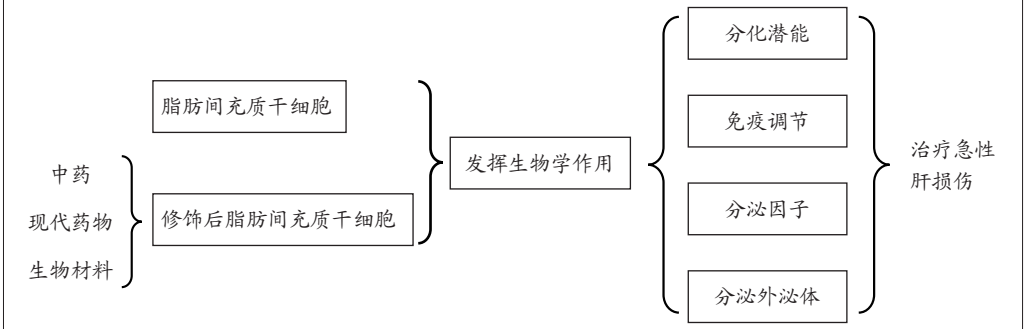 脂肪间充质干细胞
中药
现代药物
生物材料
修饰后脂肪间充质干细胞
发挥生物学作用
分化潜能
免疫调节
分泌因子
分泌外泌体
治疗急性
肝损伤